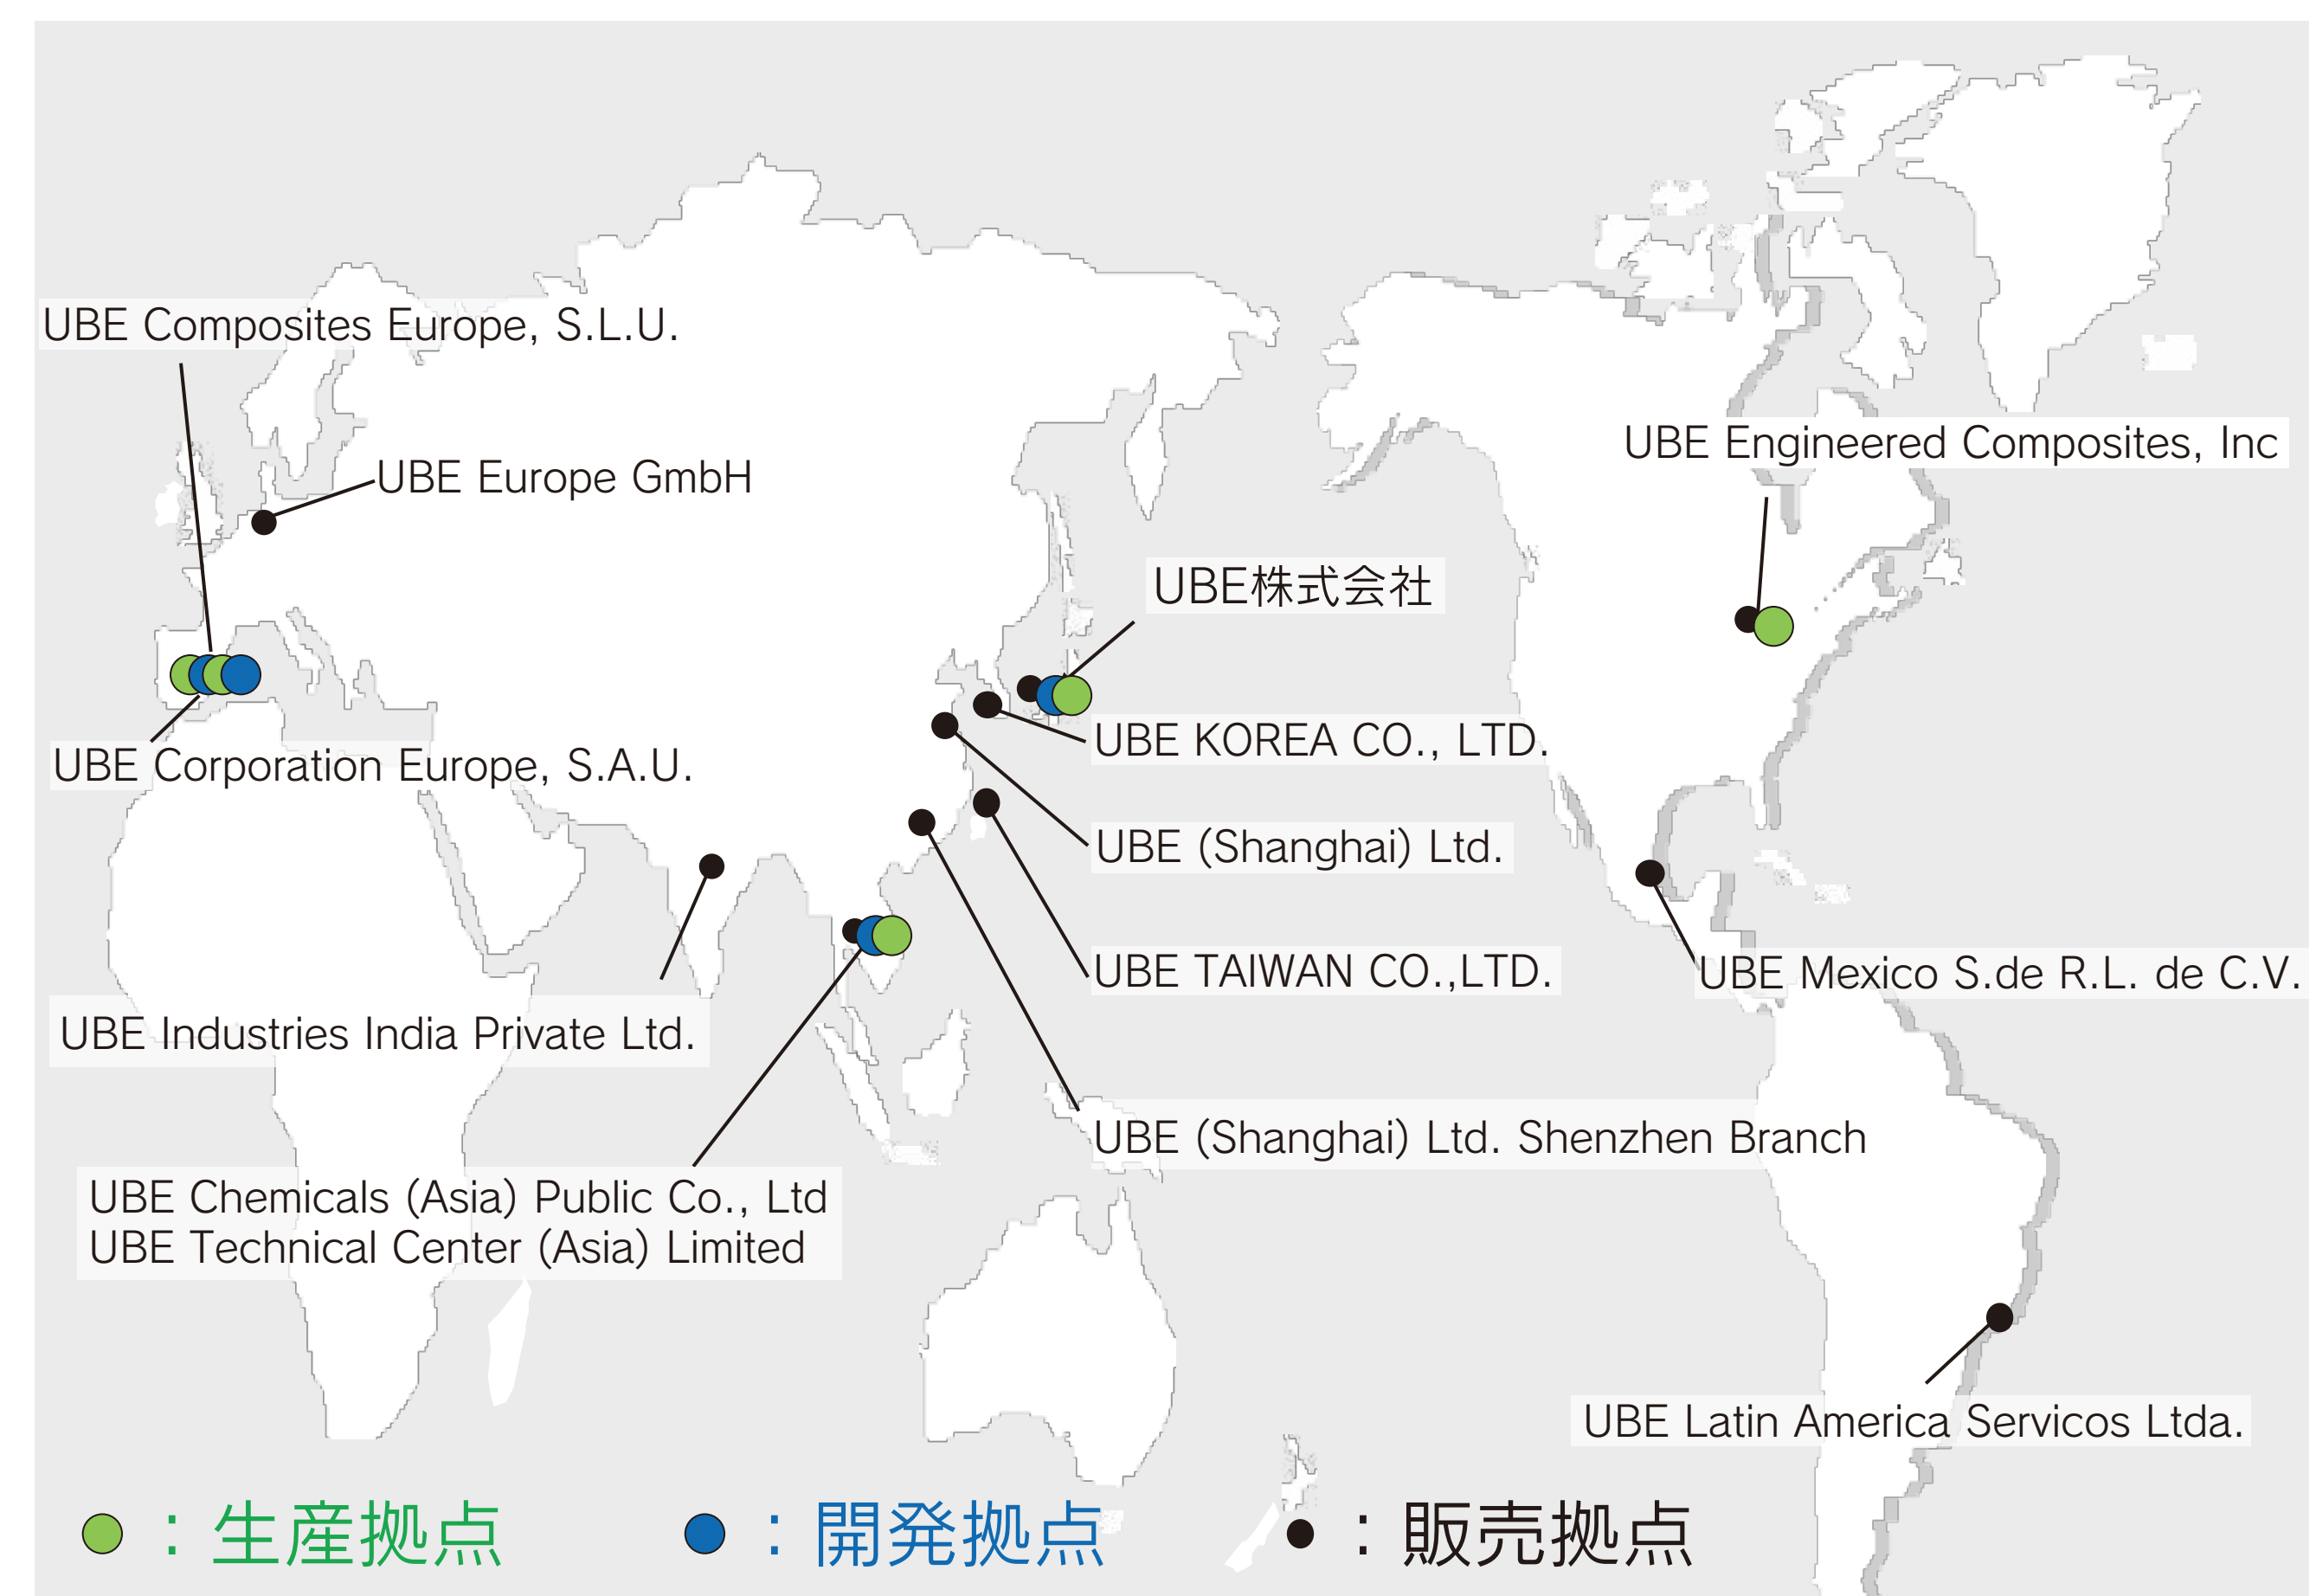 UBE Composites Europe, S.L.U.
UBE Engineered Composites, Inc
UBE Europe GmbH
UBE株式会社
UBE KOREA CO., LTD.
UBE Corporation Europe, S.A.U.
UBE (Shanghai) Ltd.
UBE TAIWAN CO.,LTD.
UBE Mexico S.de R.L. de C.V.
UBE Industries India Private Ltd.
UBE (Shanghai) Ltd. Shenzhen Branch
UBE Chemicals (Asia) Public Co., Ltd
UBE Technical Center (Asia) Limited
UBE Latin America Servicos Ltda.
：生産拠点
：開発拠点
：販売拠点